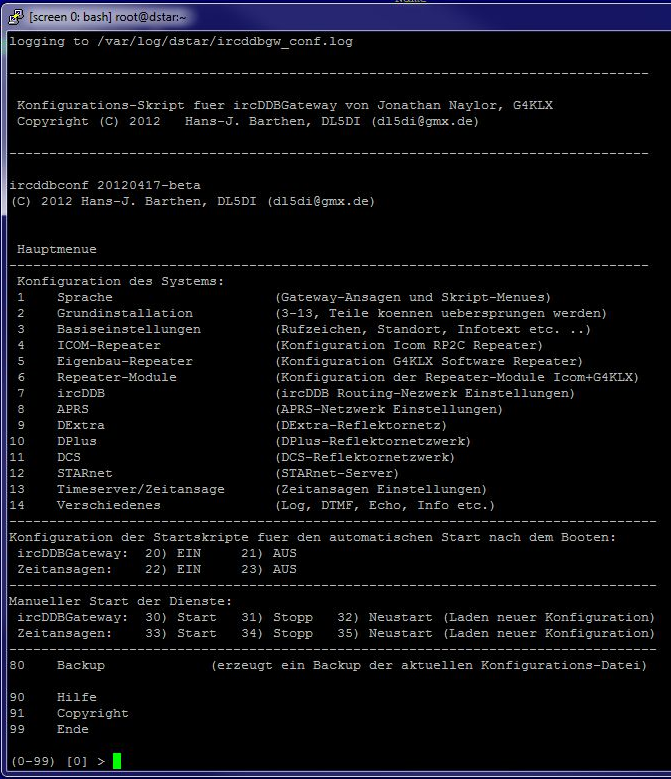 [screen 0: bash] root@dstar:~
logging to /var/log/dstar/ircddbgw_conf.log
--------------------------------------------------------------------------------
Konfigurations-Skript fuer ircDDBGateway von Jonathan Naylor, G4KLX
Copyright (C) 2012   Hans-J. Barthen, DL5DI (dl5di@gmx.de)
--------------------------------------------------------------------------------
ircddbconf 20120417-beta
(C) 2012 Hans-J. Barthen, DL5DI (dl5di@gmx.de)
Hauptmenue
--------------------------------------------------------------------------------
Konfiguration des Systems:
1    Sprache                    (Gateway-Ansagen und Skript-Menues)
2    Grundinstallation          (3-13, Teile koennen uebersprungen werden)
3    Basiseinstellungen         (Rufzeichen, Standort, Infotext etc. ..)
4    ICOM-Repeater              (Konfiguration Icom RP2C Repeater)
5    Eigenbau-Repeater          (Konfiguration G4KLX Software Repeater)
6    Repeater-Module            (Konfiguration der Repeater-Module Icom+G4KLX)
7    ircDDB                     (ircDDB Routing-Nezwerk Einstellungen)
8    APRS                       (APRS-Netzwerk Einstellungen)
9    DExtra                     (DExtra-Reflektornetz)
10    DPlus                      (DPlus-Reflektornetzwerk)
11    DCS                        (DCS-Reflektornetzwerk)
12    STARnet                    (STARnet-Server)
13    Timeserver/Zeitansage      (Zeitansagen Einstellungen)
14    Verschiedenes              (Log, DTMF, Echo, Info etc.)
--------------------------------------------------------------------------------
Konfiguration der Startskripte fuer den automatischen Start nach dem Booten:
ircDDBGateway:  20) EIN     21) AUS
Zeitansagen:    22) EIN     23) AUS
--------------------------------------------------------------------------------
Manueller Start der Dienste:
ircDDBGateway:  30) Start   31) Stopp   32) Neustart (Laden neuer Konfiguration)
Zeitansagen:    33) Start   34) Stopp   35) Neustart (Laden neuer Konfiguration)
--------------------------------------------------------------------------------
80    Backup             (erzeugt ein Backup der aktuellen Konfigurations-Datei)
90    Hilfe
91    Copyright
99    Ende
(0-99) [0] >